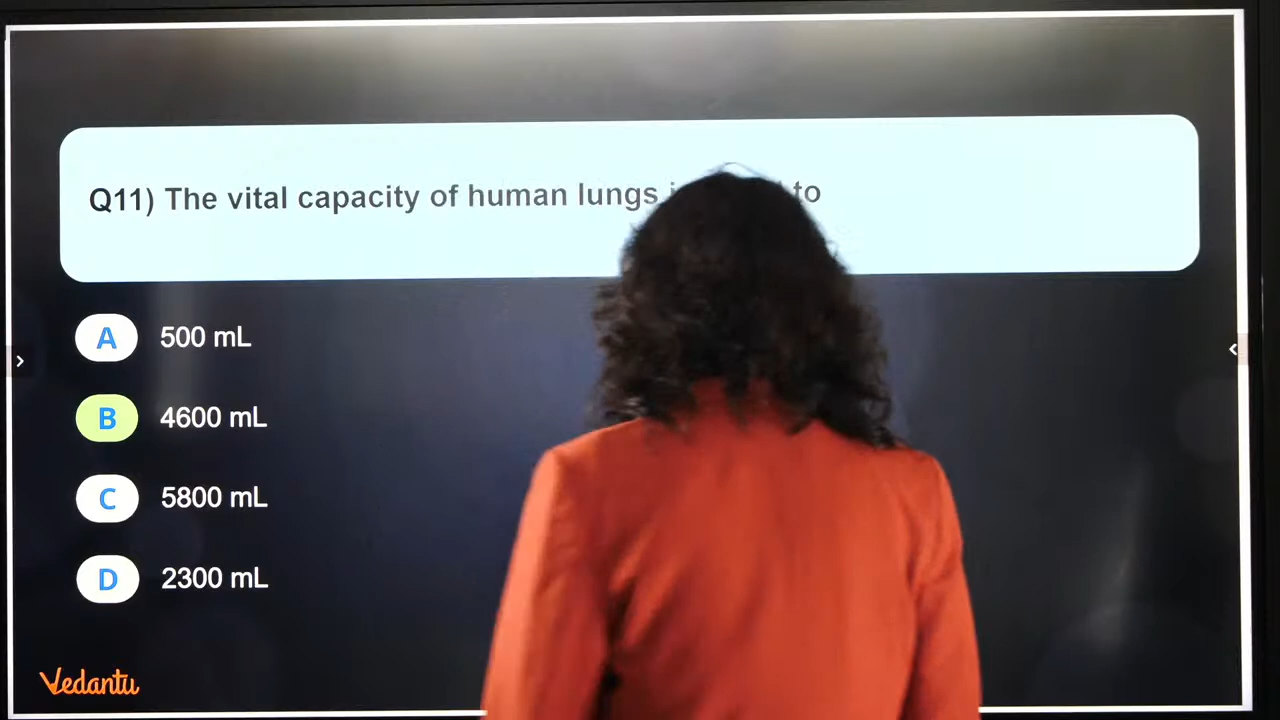 Q11) The vital capacity of human lungs to
A 500 mL
B 4600 mL
C 5800 mL
D 2300 mL
Vedantu